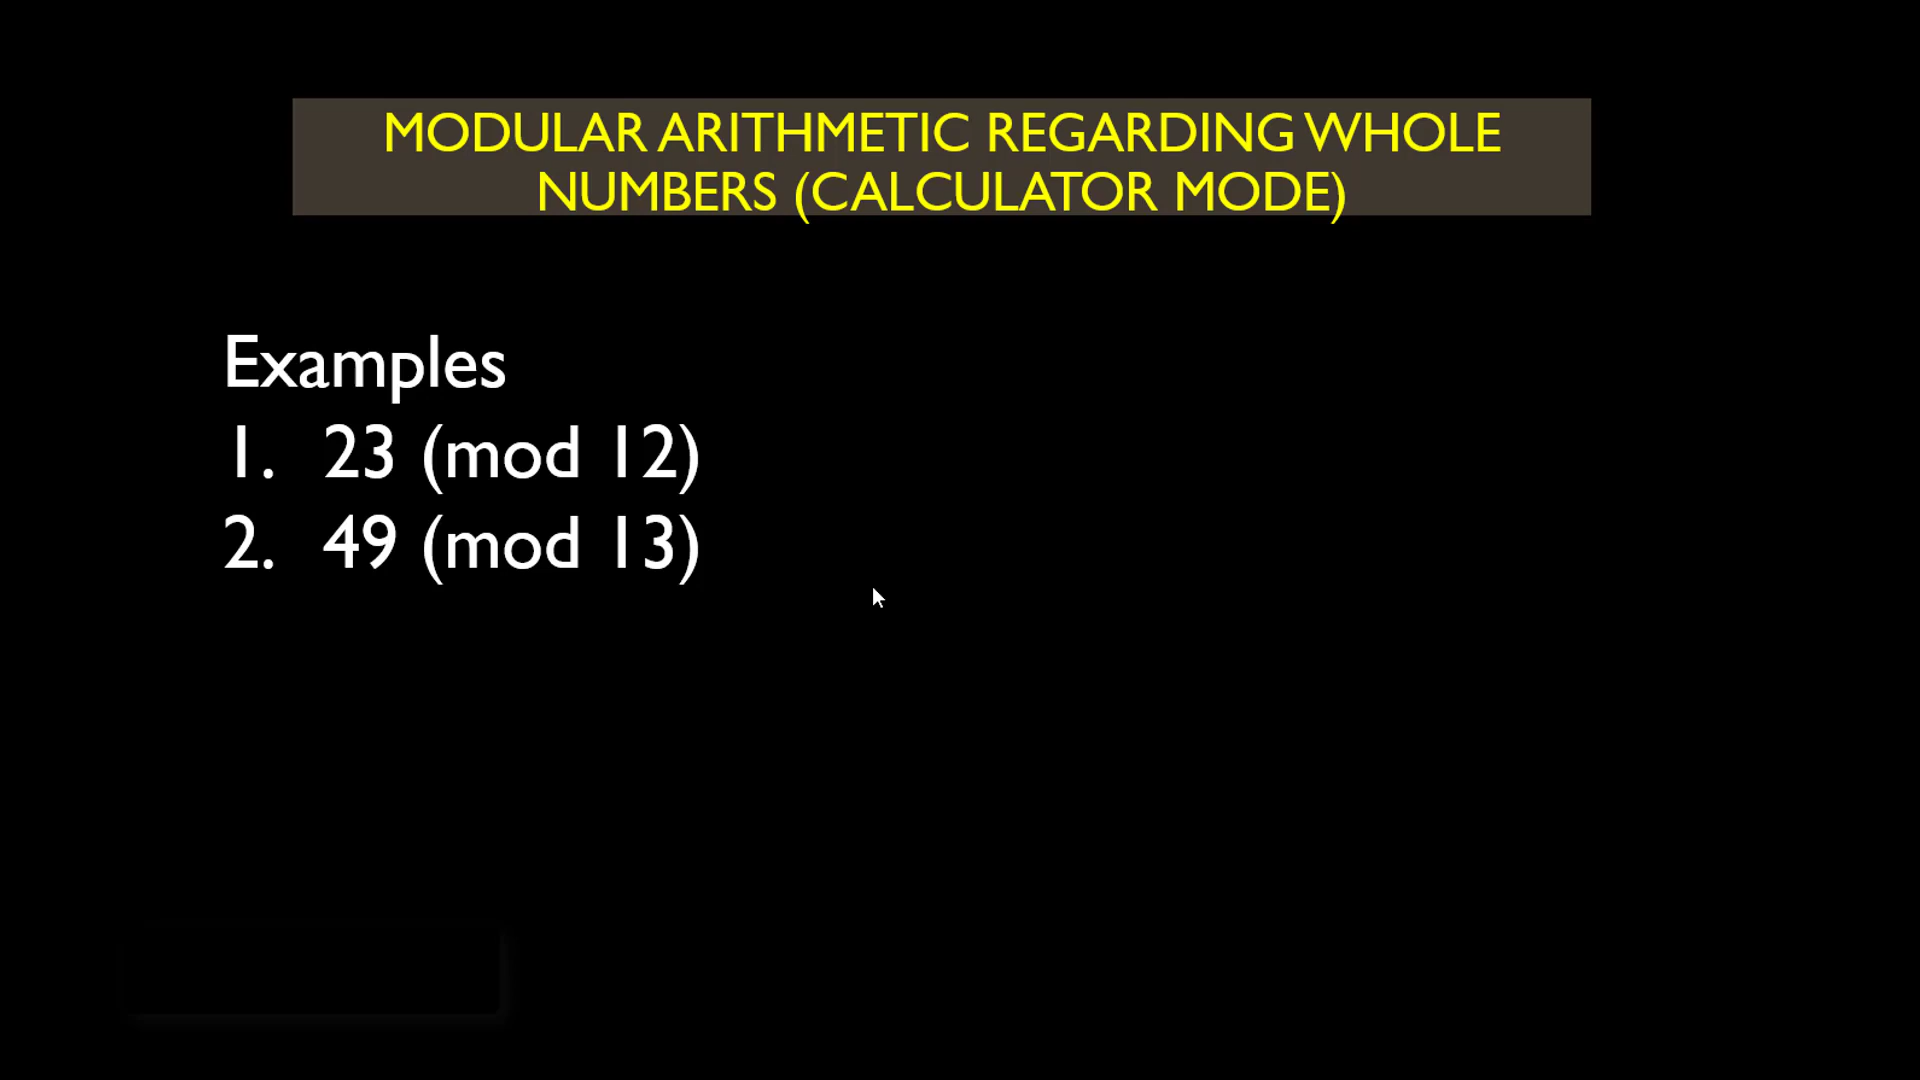 MODULAR ARITHMETIC REGARDING WHOLE
NUMBERS (CALCULATOR MODE)
Examples
1. 23 (mod 12)
2. 49 (mod 13)